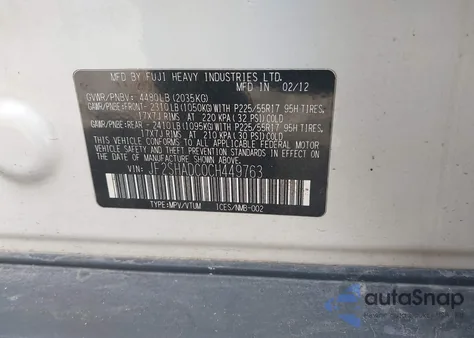 MFD BY FUJI HEAVY INDUSTRIES LTD.
MFD IN 02/12
GVWR/PNBV: 4480LB(2035KG)
GAWR/PNBE:FRONT- 2310LB(1050KG)WITH P225/55R17 95H TIRES,
17X7J RIMS AT 220 KPA(32 PSI)COLD
GAWR/PNBE:REAR - 2410LB(1095KG)WITH P225/55R17 95H TIRES,
17X7J RIMS AT 210 KPA(30 PSI)COLD
THIS VEHICLE CONFORMS TO ALL APPLICABLE FEDERAL MOTOR
VEHICLE SAFETY STANDARDS IN EFFECT ON THE DATE OF
MANUFACTURE SHOWN ABOVE.
VIN: JF2SHADC0CH449763
TYPE:MPV/VTUM 1CES/NMB-002
autoSnap
by carcheck